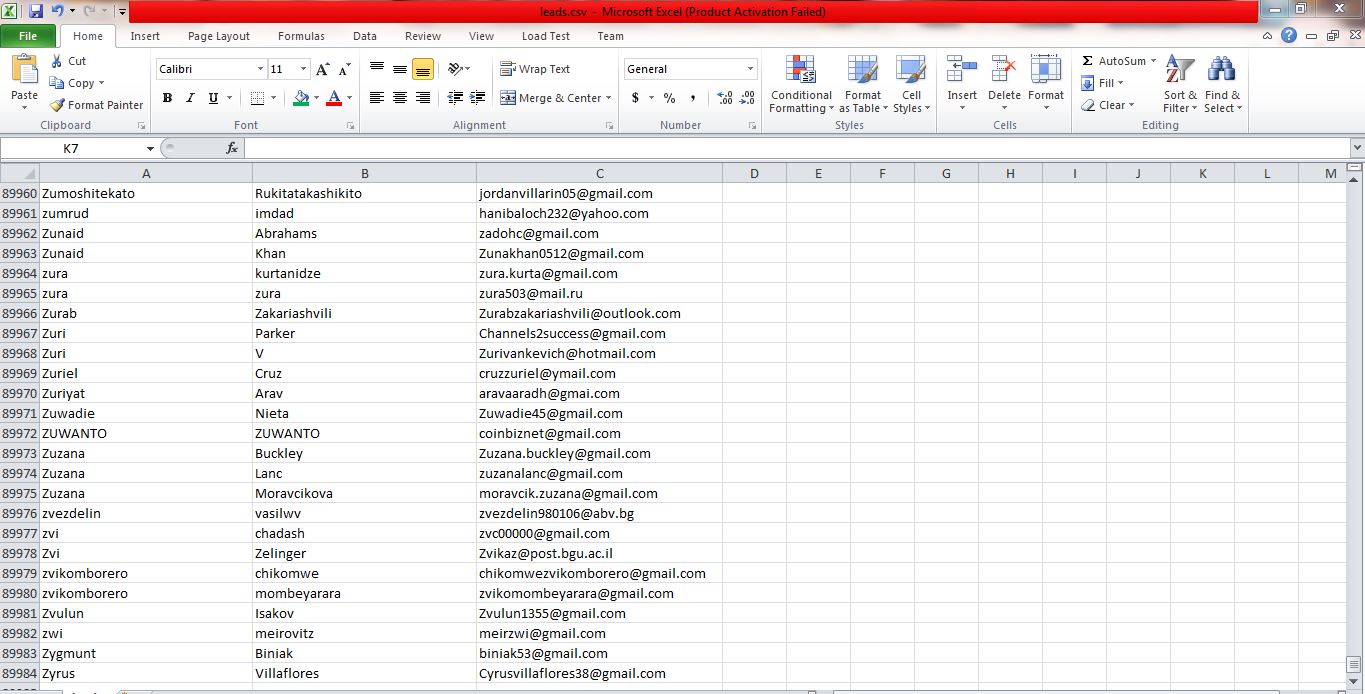 leads.csv - Microsoft Excel (Product Activation Failed)
File Home Insert Page Layout Formulas Data Review View Load Test Team
Cut
Copy
Format Painter
Paste
Clipboard
Calibri 11
B I U
Font
Wrap Text
Merge & Center
Alignment
General
$ % ,
Number
Conditional Formatting
Format as Table
Cell Styles
Styles
Insert Delete Format
Cells
Σ AutoSum
Fill
Clear
Sort & Filter
Find & Select
Editing
K7 fx
A B C D E F G H I J K L M
89960 Zumoshitekato Rukitatakashikito jordanvillarin05@gmail.com
89961 zumrud imdad hanibaloch232@yahoo.com
89962 Zunaid Abrahams zadohc@gmail.com
89963 Zunaid Khan Zunakhan0512@gmail.com
89964 zura kurtanidze zura.kurta@gmail.com
89965 zura zura zura503@mail.ru
89966 Zurab Zakariashvili Zurabzakariashvili@outlook.com
89967 Zuri Parker Channels2success@gmail.com
89968 Zuri V Zurivankevich@hotmail.com
89969 Zuriel Cruz cruzzuriel@ymail.com
89970 Zuriyat Arav aravaaradh@gmai.com
89971 Zuwadie Nieta Zuwadie45@gmail.com
89972 ZUWANTO ZUWANTO coinbiznet@gmail.com
89973 Zuzana Buckley Zuzana.buckley@gmail.com
89974 Zuzana Lanc zuzanalanc@gmail.com
89975 Zuzana Moravcikova moravcik.zuzana@gmail.com
89976 zvezdelin vasilwv zvezdelin980106@abv.bg
89977 zvi chadash zvc00000@gmail.com
89978 Zvi Zelinger Zvikaz@post.bgu.ac.il
89979 zvikomborero chikomwe chikomwezvikomborero@gmail.com
89980 zvikomborero mombeyarara zvikomombeyarara@gmail.com
89981 Zvulun Isakov Zvulun1355@gmail.com
89982 zwi meirovitz meirzwi@gmail.com
89983 Zygmunt Biniak biniak53@gmail.com
89984 Zyrus Villaflores Cyrusvillaflores38@gmail.com